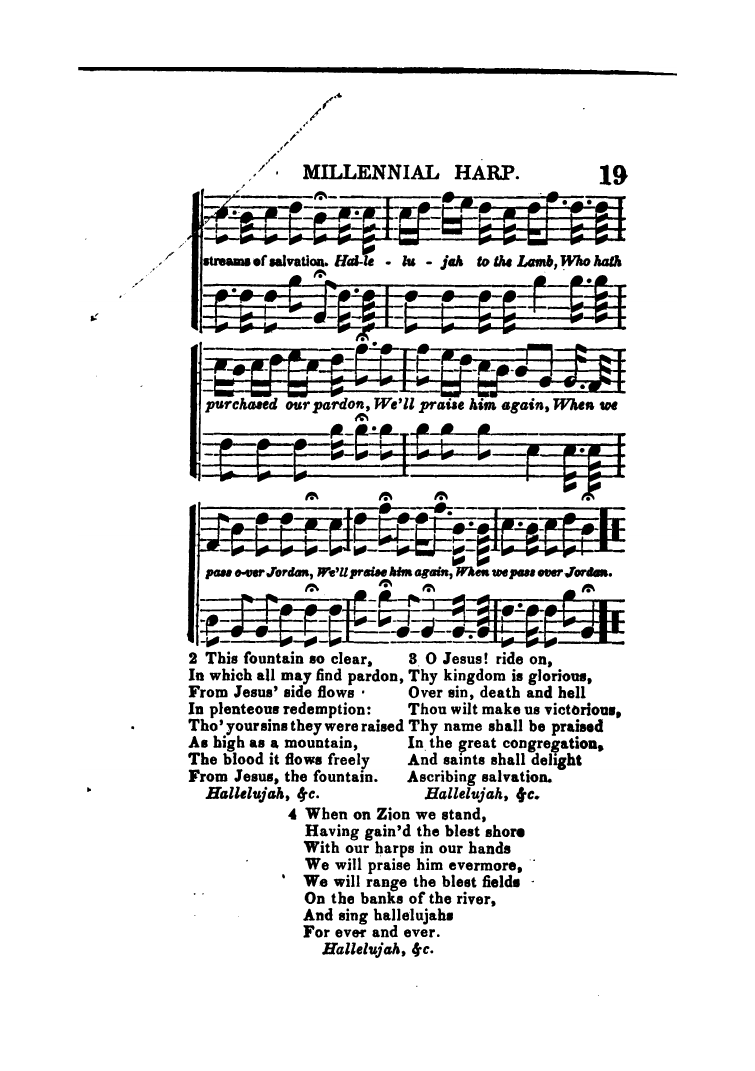 MILLENNIAL HARP. 19
streams of salvation. Hal-le - lu - jah to the Lamb, Who hath
purchased our pardon, We'll praise him again, When we
pass o-ver Jordan, We'll praise him again, When we pass over Jordan.
2 This fountain so clear,
In which all may find pardon,
From Jesus' side flows
In plenteous redemption:
Tho' your sins they were raised
As high as a mountain,
The blood it flows freely
From Jesus, the fountain.
Hallelujah, &c.
3 O Jesus! ride on,
Thy kingdom is glorious,
Over sin, death and hell
Thou wilt make us victorious,
Thy name shall be praised
In the great congregation,
And saints shall delight
Ascribing salvation.
Hallelujah, &c.
4 When on Zion we stand,
Having gain'd the blest shore
With our harps in our hands
We will praise him evermore,
We will range the blest fields
On the banks of the river,
And sing hallelujahs
For ever and ever.
Hallelujah, &c.